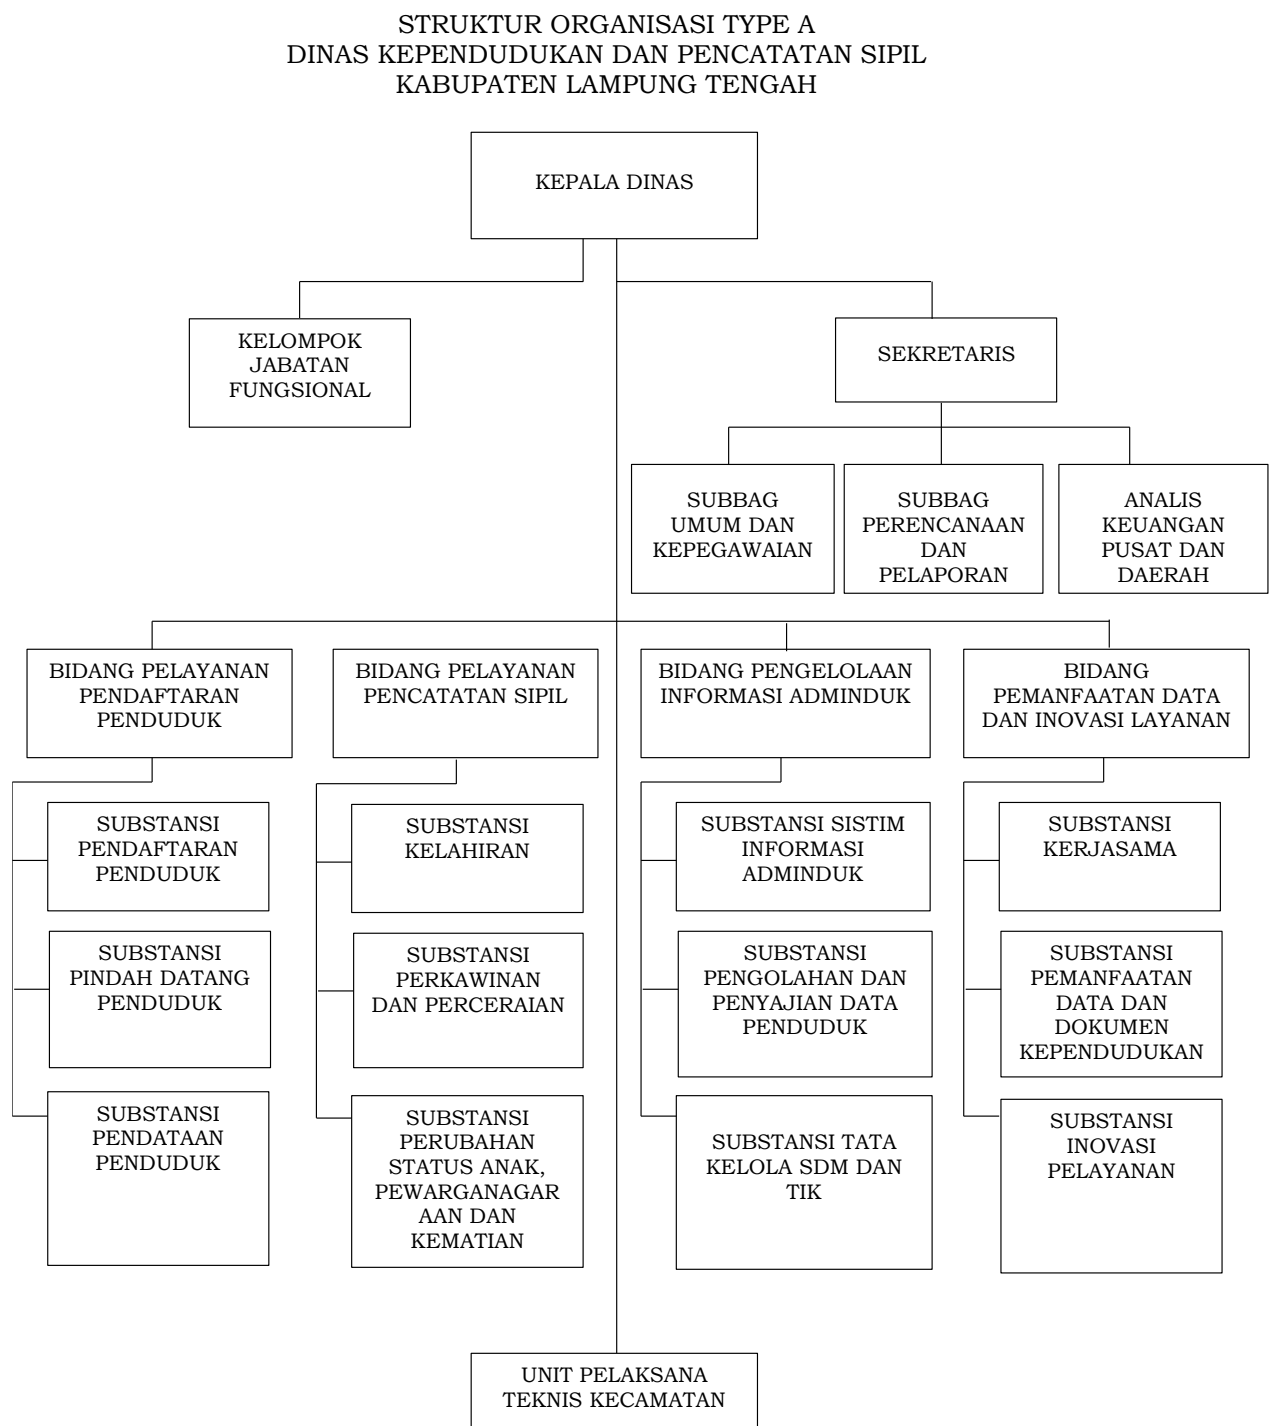 STRUKTUR ORGANISASI TYPE A
DINAS KEPENDUDUKAN DAN PENCATATAN SIPIL
KABUPATEN LAMPUNG TENGAH
KEPALA DINAS
KELOMPOK
JABATAN
FUNGSIONAL
SEKRETARIS
SUBBAG
UMUM DAN
KEPEGAWAIAN
SUBBAG
PERENCANAAN
DAN
PELAPORAN
ANALIS
KEUANGAN
PUSAT DAN
DAERAH
BIDANG PELAYANAN
PENDAFTARAN
PENDUDUK
BIDANG PELAYANAN
PENCATATAN SIPIL
BIDANG PENGELOLAAN
INFORMASI ADMINDUK
BIDANG
PEMANFAATAN DATA
DAN INOVASI LAYANAN
SUBSTANSI
PENDAFTARAN
PENDUDUK
SUBSTANSI
KELAHIRAN
SUBSTANSI SISTIM
INFORMASI
ADMINDUK
SUBSTANSI
KERJASAMA
SUBSTANSI
PINDAH DATANG
PENDUDUK
SUBSTANSI
PERKAWINAN
DAN PERCERAIAN
SUBSTANSI
PENGOLAHAN DAN
PENYAJIAN DATA
PENDUDUK
SUBSTANSI
PEMANFAATAN
DATA DAN
DOKUMEN
KEPENDUDUKAN
SUBSTANSI
PENDATAAN
PENDUDUK
SUBSTANSI
PERUBAHAN
STATUS ANAK,
PEWARGANAGAR
AAN DAN
KEMATIAN
SUBSTANSI TATA
KELOLA SDM DAN
TIK
SUBSTANSI
INOVASI
PELAYANAN
UNIT PELAKSANA
TEKNIS KECAMATAN